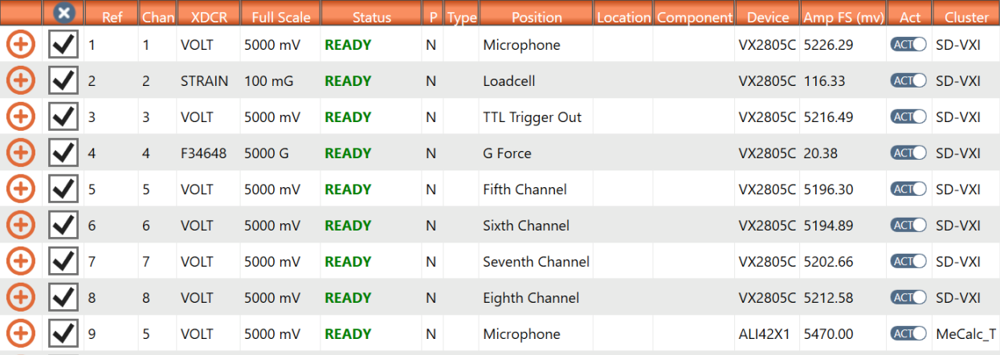 Ref Chan XDCR Full Scale Status P Type Position Location Component Device Amp FS (mv) Act Cluster
1 1 VOLT 5000 mV READY N Microphone VX2805C 5226.29 ACT SD-VXI
2 2 STRAIN 100 mG READY N Loadcell VX2805C 116.33 ACT SD-VXI
3 3 VOLT 5000 mV READY N TTL Trigger Out VX2805C 5216.49 ACT SD-VXI
4 4 F34648 5000 G READY N G Force VX2805C 20.38 ACT SD-VXI
5 5 VOLT 5000 mV READY N Fifth Channel VX2805C 5196.30 ACT SD-VXI
6 6 VOLT 5000 mV READY N Sixth Channel VX2805C 5194.89 ACT SD-VXI
7 7 VOLT 5000 mV READY N Seventh Channel VX2805C 5202.66 ACT SD-VXI
8 8 VOLT 5000 mV READY N Eighth Channel VX2805C 5212.58 ACT SD-VXI
9 5 VOLT 5000 mV READY N Microphone ALI42X1 5470.00 ACT MeCalc_T